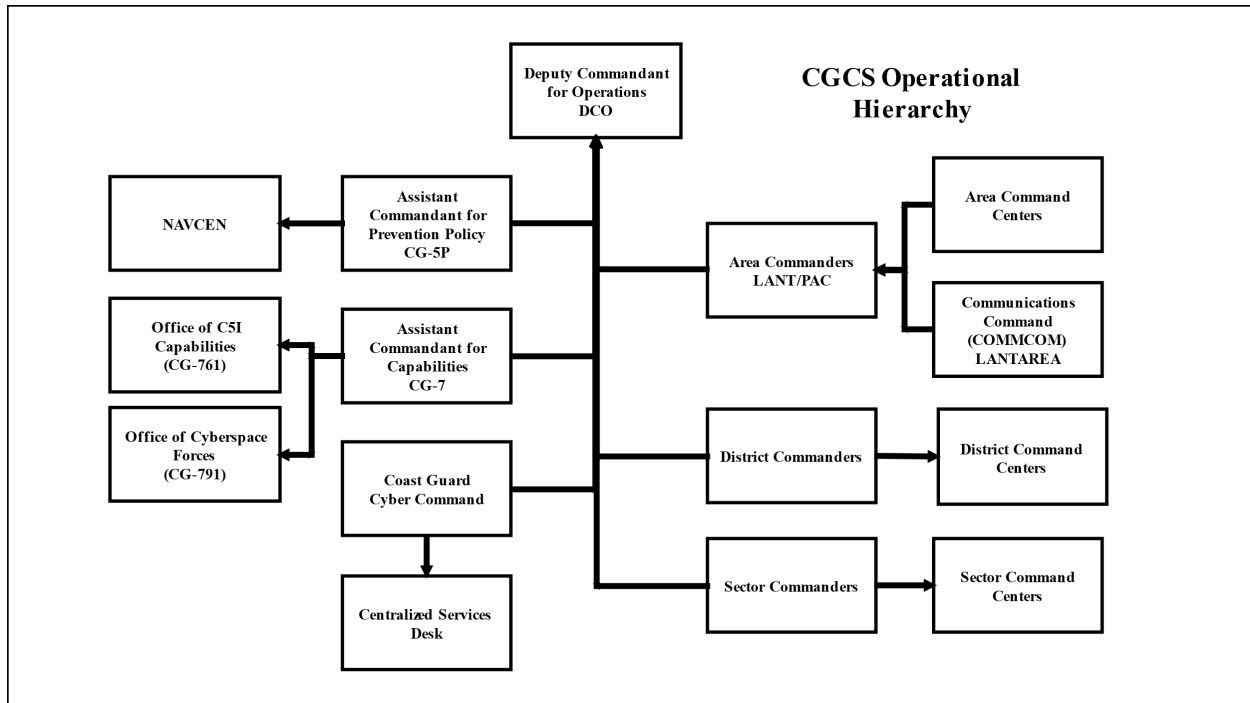 Deputy Commandant
for Operations
DCO
CGCS Operational
Hierarchy
NAVCEN
Assistant
Commandant for
Prevention Policy
CG-5P
Area Commanders
LANT/PAC
Area Command
Centers
Communications
Command
(COMMCOM)
LANTAREA
Office of C5I
Capabilities
(CG-761)
Assistant
Commandant for
Capabilities
CG-7
Office of Cyberspace
Forces
(CG-791)
Coast Guard
Cyber Command
District Commanders
District Command
Centers
Centralized Services
Desk
Sector Commanders
Sector Command
Centers